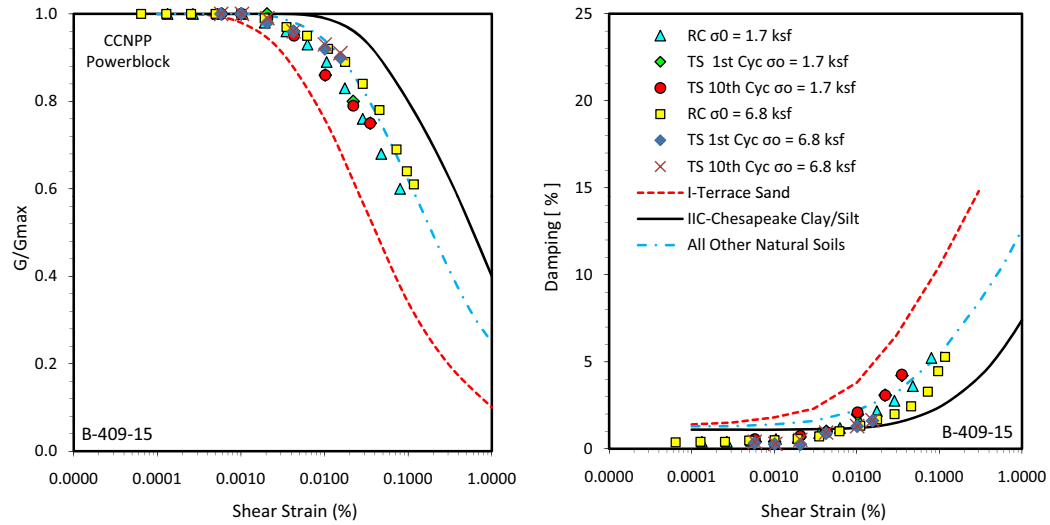 CCNPP
Powerblock
G/Gmax
1.0
0.8
0.6
0.4
0.2
0.0
B-409-15
0.0000
0.0001
0.0010
0.0100
0.1000
1.0000
Shear Strain (%)
Damping [ % ]
25
20
15
10
5
0
RC σ0 = 1.7 ksf
TS  1st Cyc σo = 1.7 ksf
TS 10th Cyc σo = 1.7 ksf
RC σ0 = 6.8 ksf
TS 1st Cyc σo = 6.8 ksf
TS 10th Cyc σo = 6.8 ksf
I-Terrace Sand
IIC-Chesapeake Clay/Silt
All Other Natural Soils
B-409-15
0.0000
0.0001
0.0010
0.0100
0.1000
1.0000
Shear Strain (%)